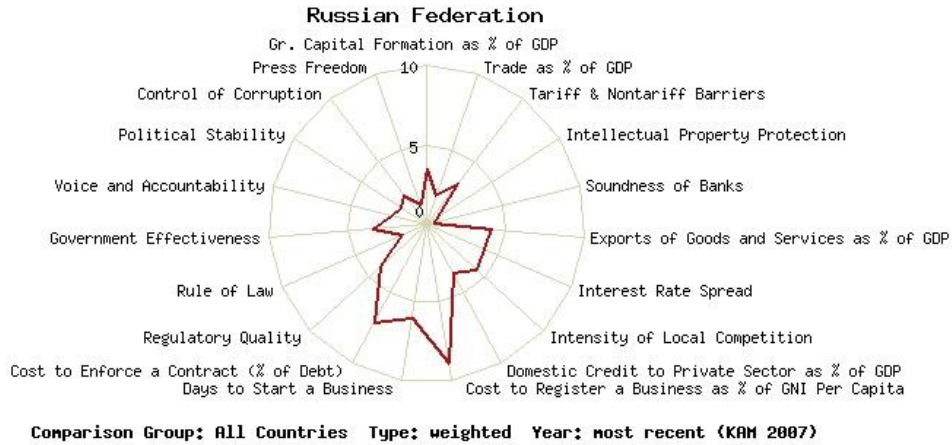 Russian Federation
Gr. Capital Formation as % of GDP
Press Freedom
10
Trade as % of GDP
Control of Corruption
Tariff & Nontariff Barriers
Political Stability
5
Intellectual Property Protection
Voice and Accountability
Soundness of Banks
0
Government Effectiveness
Exports of Goods and Services as % of GDP
Rule of Law
Interest Rate Spread
Regulatory Quality
Intensity of Local Competition
Cost to Enforce a Contract (% of Debt)
Domestic Credit to Private Sector as % of GDP
Days to Start a Business
Cost to Register a Business as % of GNI Per Capita
Comparison Group: All Countries Type: weighted Year: most recent (KAM 2007)